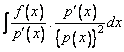 ∫ f(x)/p′(x) · p′(x)/(p(x))² dx